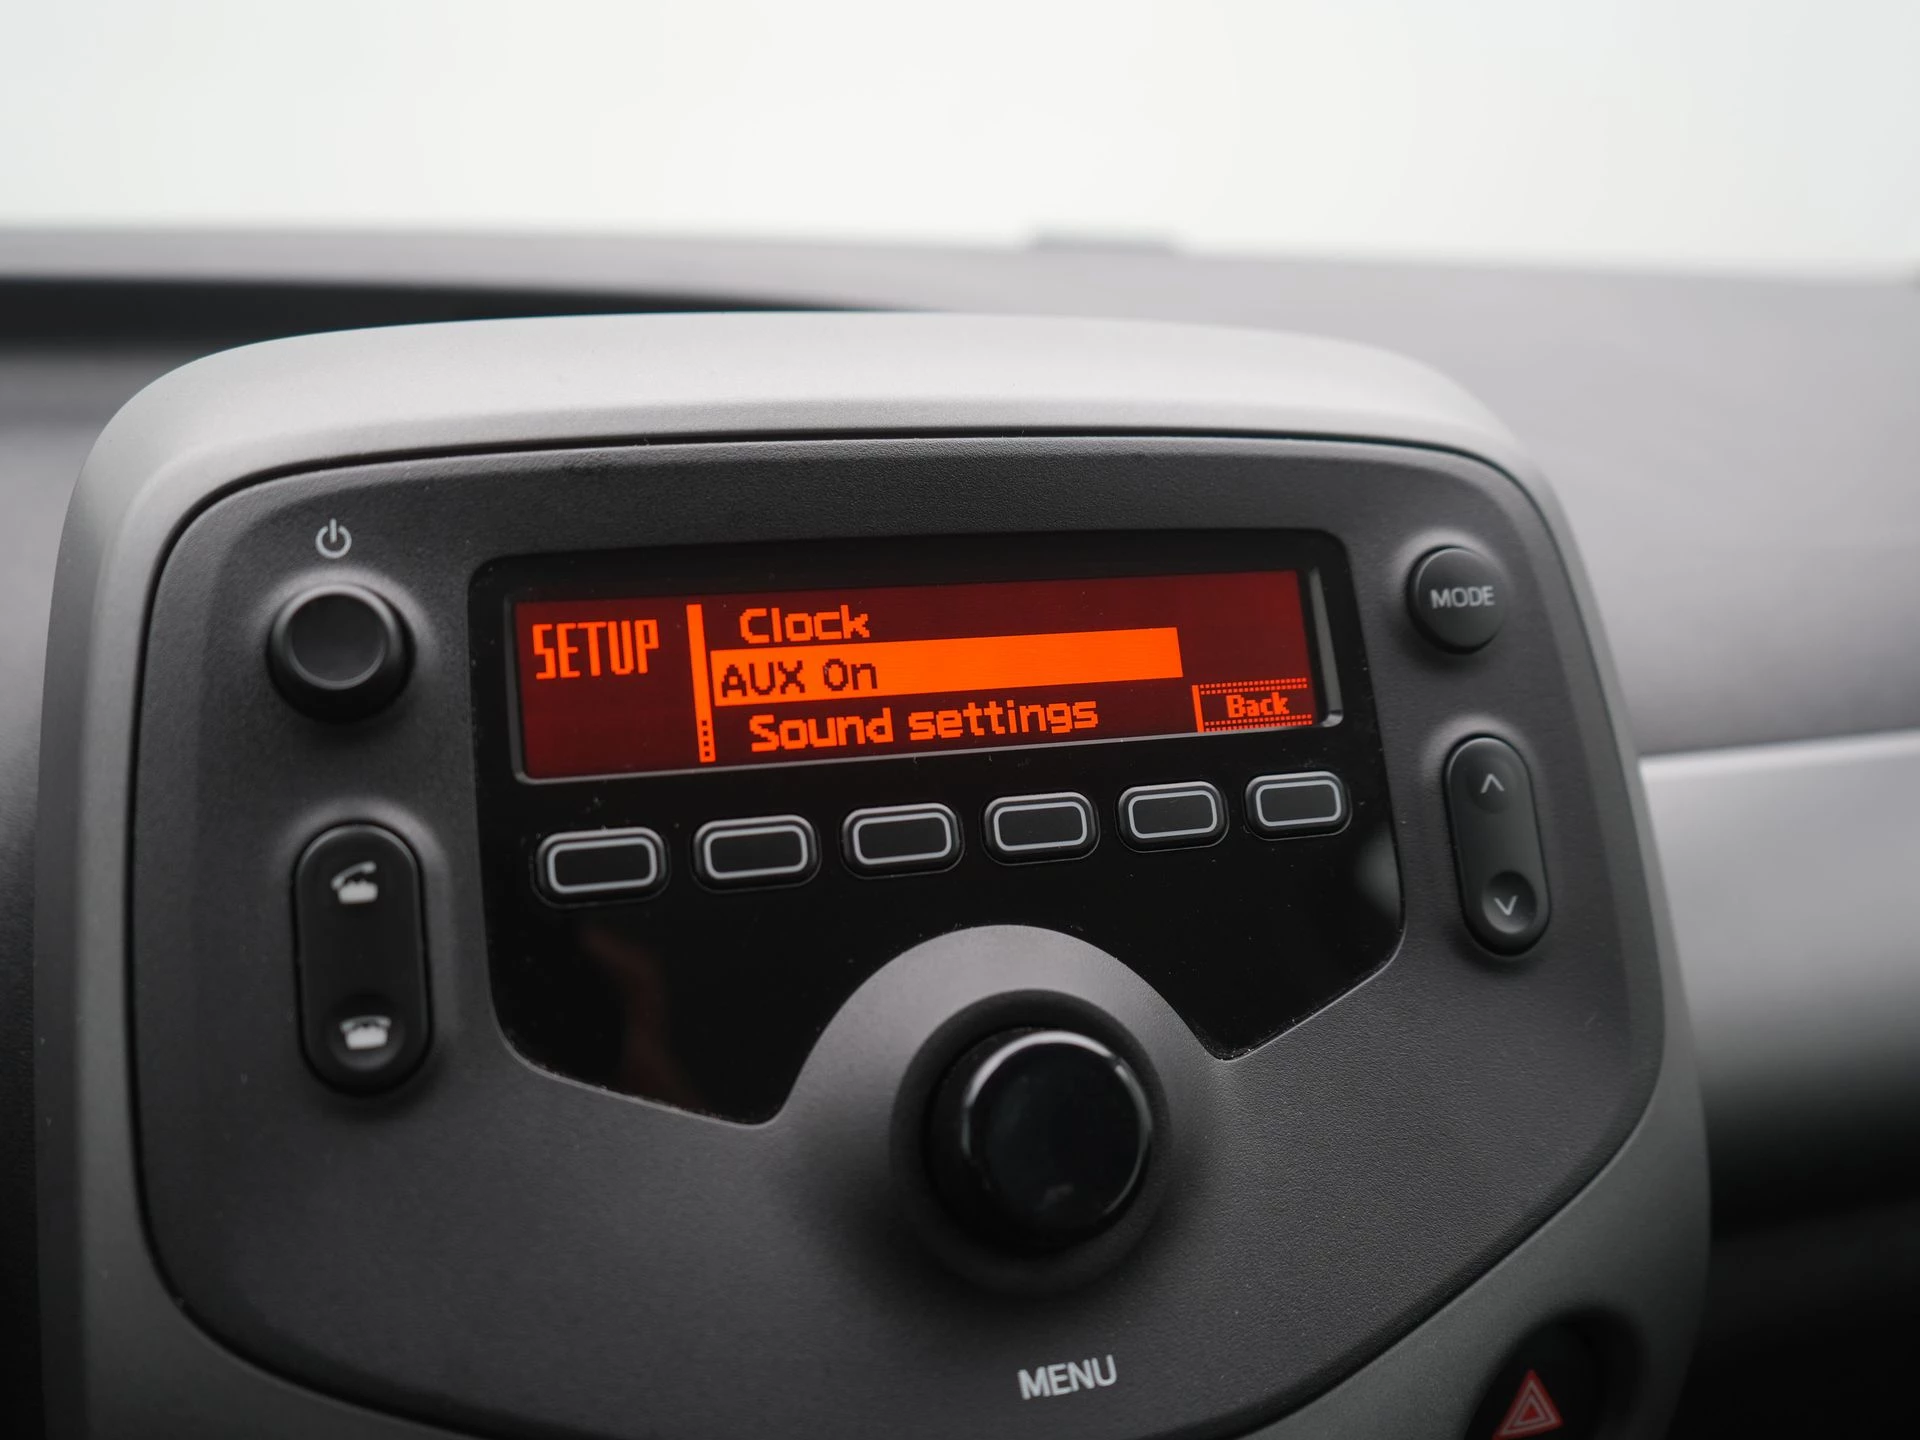 SETUP
Clock
AUX On
Sound settings
Back
MODE
MENU